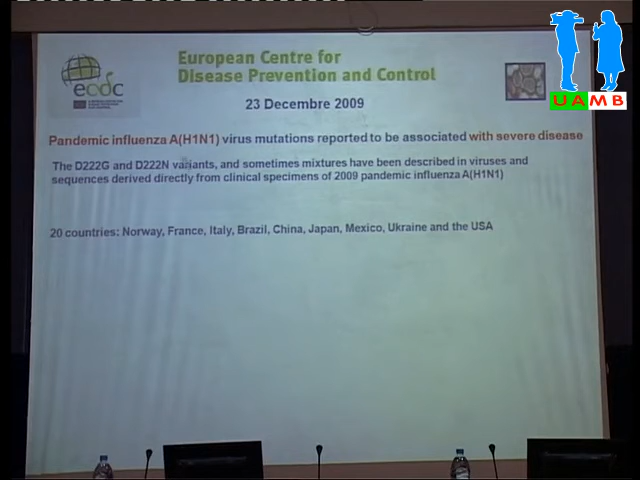 European Centre for
Disease Prevention and Control
ecdc
23 Decembre 2009
UAMB
Pandemic influenza A(H1N1) virus mutations reported to be associated with severe disease
The D222G and D222N variants, and sometimes mixtures have been described in viruses and
sequences derived directly from clinical specimens of 2009 pandemic influenza A(H1N1)
20 countries: Norway, France, Italy, Brazil, China, Japan, Mexico, Ukraine and the USA